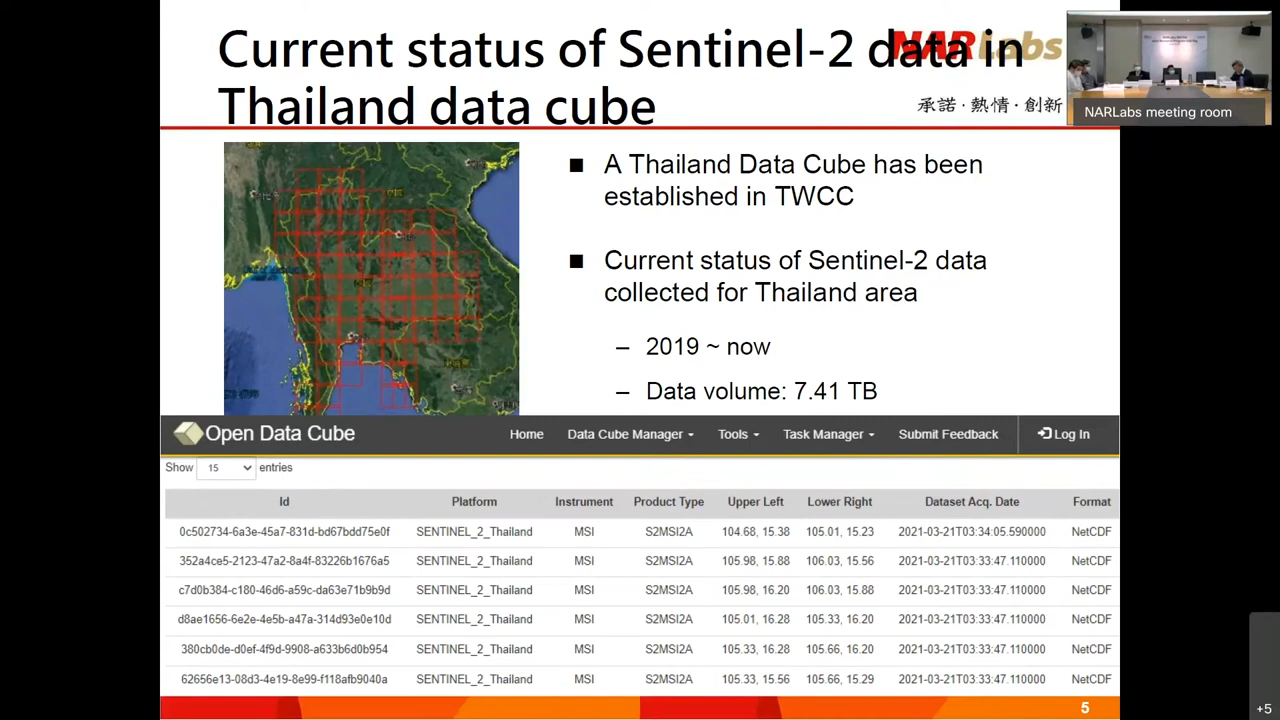 Current status of Sentinel-2 data in
Thailand data cube
NARLabs
承諾·熱情·創新
NARLabs meeting room
■ A Thailand Data Cube has been
established in TWCC
■ Current status of Sentinel-2 data
collected for Thailand area
– 2019 ~ now
– Data volume: 7.41 TB
Open Data Cube Home Data Cube Manager Tools Task Manager Submit Feedback Log In
Show 15 entries
Id Platform Instrument Product Type Upper Left Lower Right Dataset Acq. Date Format
0c502734-6a3e-45a7-831d-bd67bdd75e0f SENTINEL_2_Thailand MSI S2MSI2A 104.68, 15.38 105.01, 15.23 2021-03-21T03:34:05.590000 NetCDF
352a4ce5-2123-47a2-8a4f-83226b1676a5 SENTINEL_2_Thailand MSI S2MSI2A 105.98, 15.88 106.03, 15.56 2021-03-21T03:33:47.110000 NetCDF
c7d0b384-c180-46d6-a59c-da63e71b9b9d SENTINEL_2_Thailand MSI S2MSI2A 105.98, 16.20 106.03, 15.88 2021-03-21T03:33:47.110000 NetCDF
d8ae1656-6e2e-4e5b-a47a-314d93e0e10d SENTINEL_2_Thailand MSI S2MSI2A 105.01, 16.28 105.33, 16.20 2021-03-21T03:33:47.110000 NetCDF
380cb0de-d0ef-4f9d-9908-a633b6d0b954 SENTINEL_2_Thailand MSI S2MSI2A 105.33, 16.28 105.66, 16.20 2021-03-21T03:33:47.110000 NetCDF
62656e13-08d3-4e19-8e99-f118afb9040a SENTINEL_2_Thailand MSI S2MSI2A 105.33, 15.56 105.66, 15.29 2021-03-21T03:33:47.110000 NetCDF
5
+5